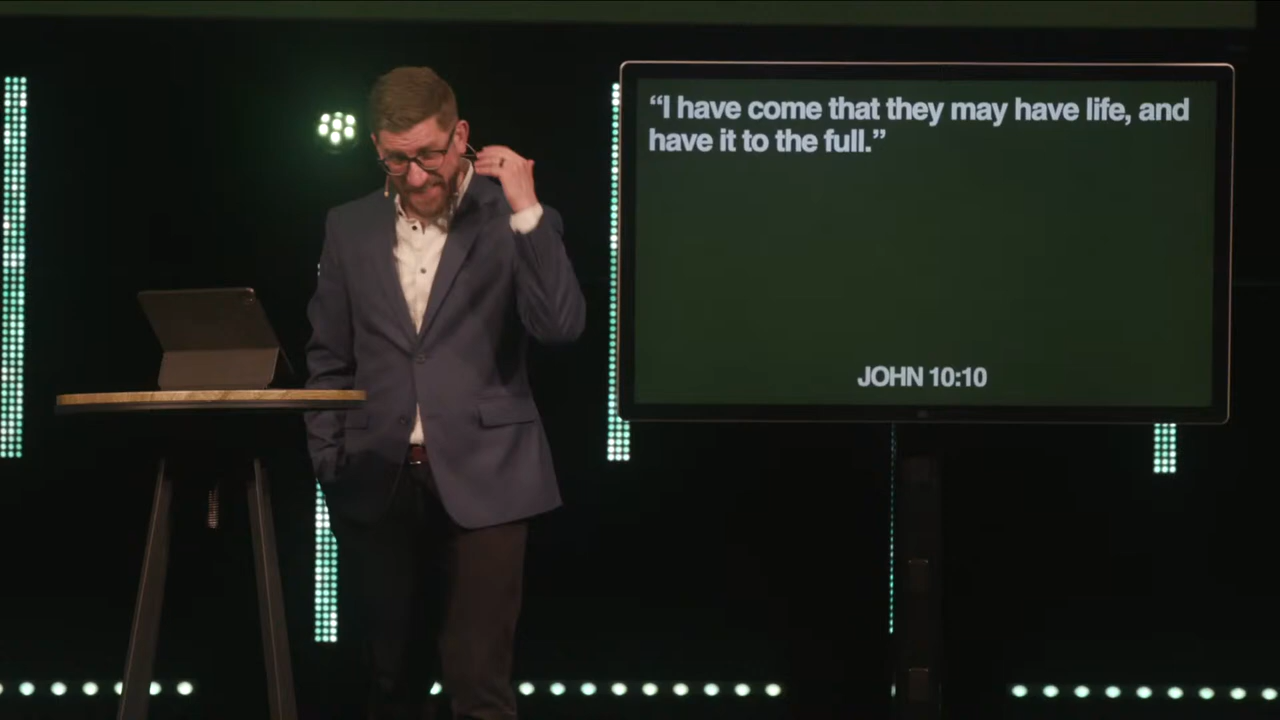 “I have come that they may have life, and
have it to the full.”
JOHN 10:10